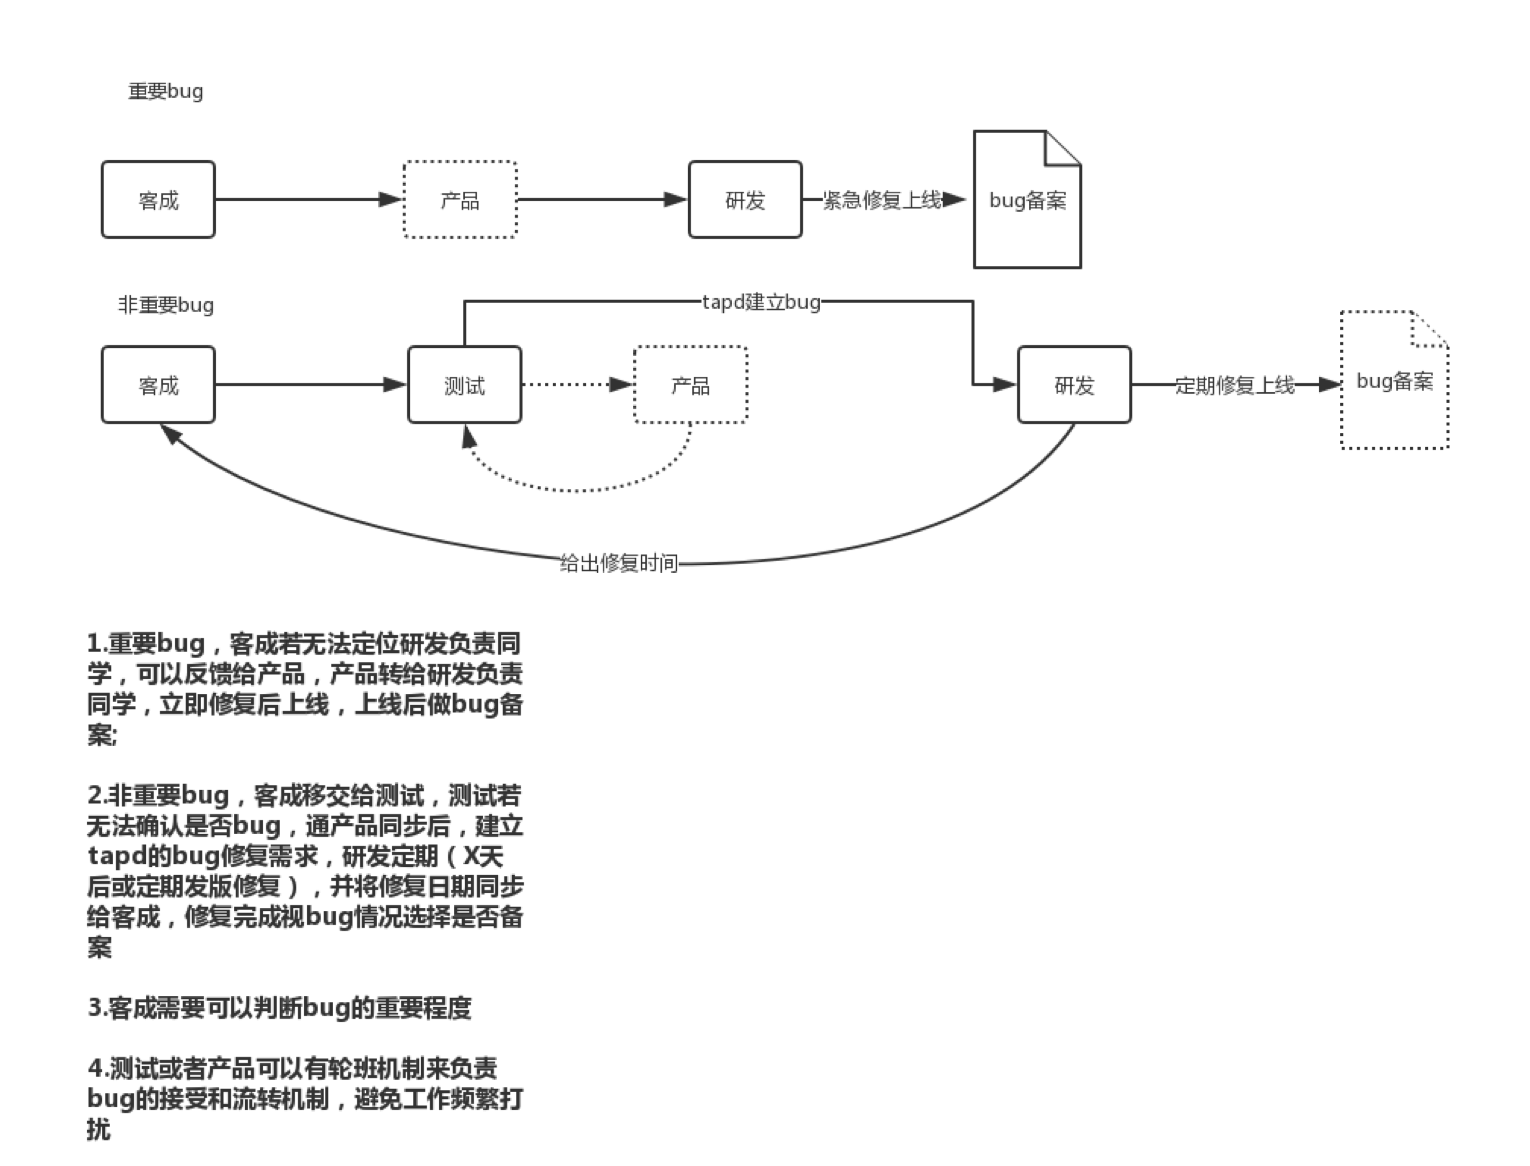 重要bug
客成
产品
研发
紧急修复上线
bug备案
非重要bug
tapd建立bug
客成
测试
产品
研发
定期修复上线
bug备案
给出修复时间
1.重要bug，客成若无法定位研发负责同
学，可以反馈给产品，产品转给研发负责
同学，立即修复后上线，上线后做bug备
案;
2.非重要bug，客成移交给测试，测试若
无法确认是否bug，通产品同步后，建立
tapd的bug修复需求，研发定期（X天
后或定期发版修复），并将修复日期同步
给客成，修复完成视bug情况选择是否备
案
3.客成需要可以判断bug的重要程度
4.测试或者产品可以有轮班机制来负责
bug的接受和流转机制，避免工作频繁打
扰